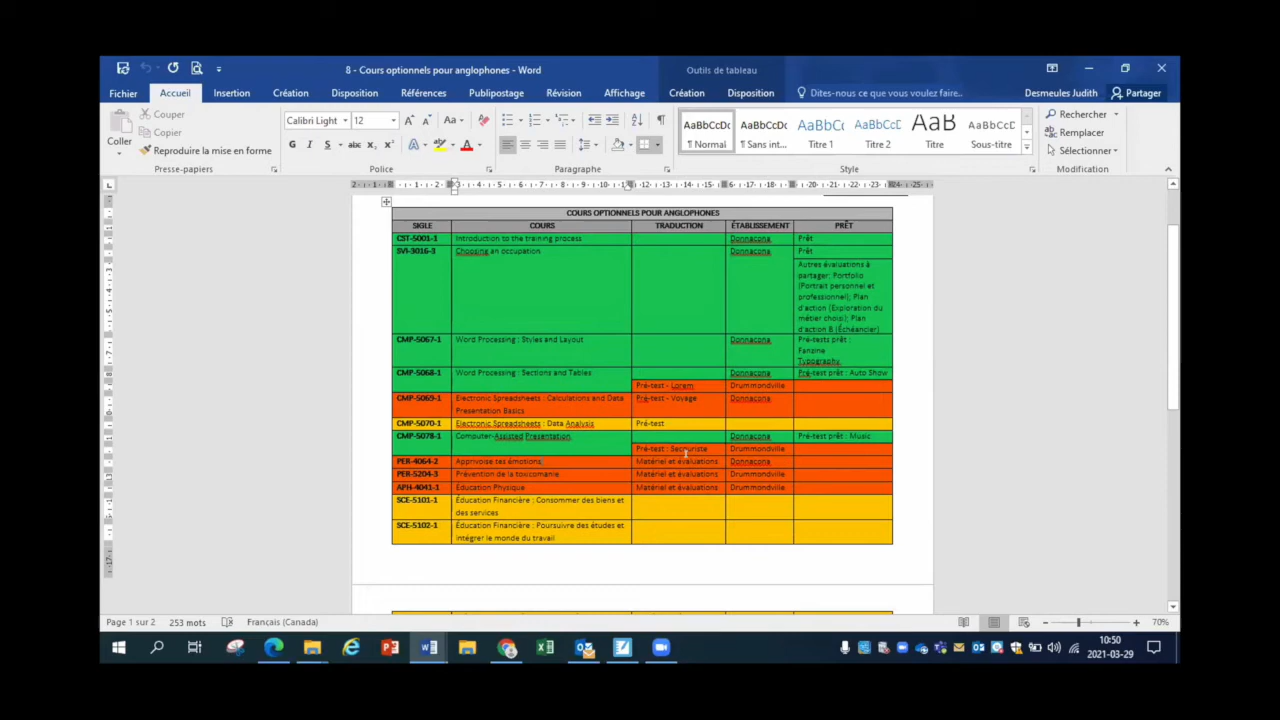 8 - Cours optionnels pour anglophones - Word
Outils de tableau
Fichier Accueil Insertion Création Disposition Références Publipostage Révision Affichage Création Disposition Dites-nous ce que vous voulez faire... Desmeules Judith Partager
Coller
Couper
Copier
Reproduire la mise en forme
Presse-papiers
Calibri Light 12
Police
Paragraphe
AaBbCcDc AaBbCcDc AaBbCc AaBbCcC AaB AaBbCcC
Normal Sans int... Titre 1 Titre 2 Titre Sous-titre
Style
Rechercher
Remplacer
Sélectionner
Modification
COURS OPTIONNELS POUR ANGLOPHONES
SIGLE COURS TRADUCTION ÉTABLISSEMENT PRÊT
CST-5001-1 Introduction to the training process Donnacona Prêt
SVI-3016-3 Choosing an occupation Donnacona Prêt
Autres évaluations à
partager: Portfolio
(Portrait personnel et
professionnel); Plan
d'action (Exploration du
métier choisi); Plan
d'action B (Échéancier)
CMP-5067-1 Word Processing : Styles and Layout Donnacona Pré-tests prêt :
Fanzine
Typography
CMP-5068-1 Word Processing : Sections and Tables Donnacona Pré-test prêt : Auto Show
Pré-test - Lorem Drummondville
CMP-5069-1 Electronic Spreadsheets : Calculations and Data Pré-test - Voyage Donnacona
Presentation Basics
CMP-5070-1 Electronic Spreadsheets : Data Analysis Pré-test
CMP-5078-1 Computer-Assisted Presentation Donnacona Pré-test prêt : Music
Pré-test : Secouriste Drummondville
PER-4064-2 Apprivoise tes émotions Matériel et évaluations Donnacona
PER-5204-3 Prévention de la toxicomanie Matériel et évaluations Drummondville
APH-4041-1 Éducation Physique Matériel et évaluations Drummondville
SCE-5101-1 Éducation Financière : Consommer des biens et
des services
SCE-5102-1 Éducation Financière : Poursuivre des études et
intégrer le monde du travail
Page 1 sur 2 253 mots Français (Canada) 70%
10:50
2021-03-29